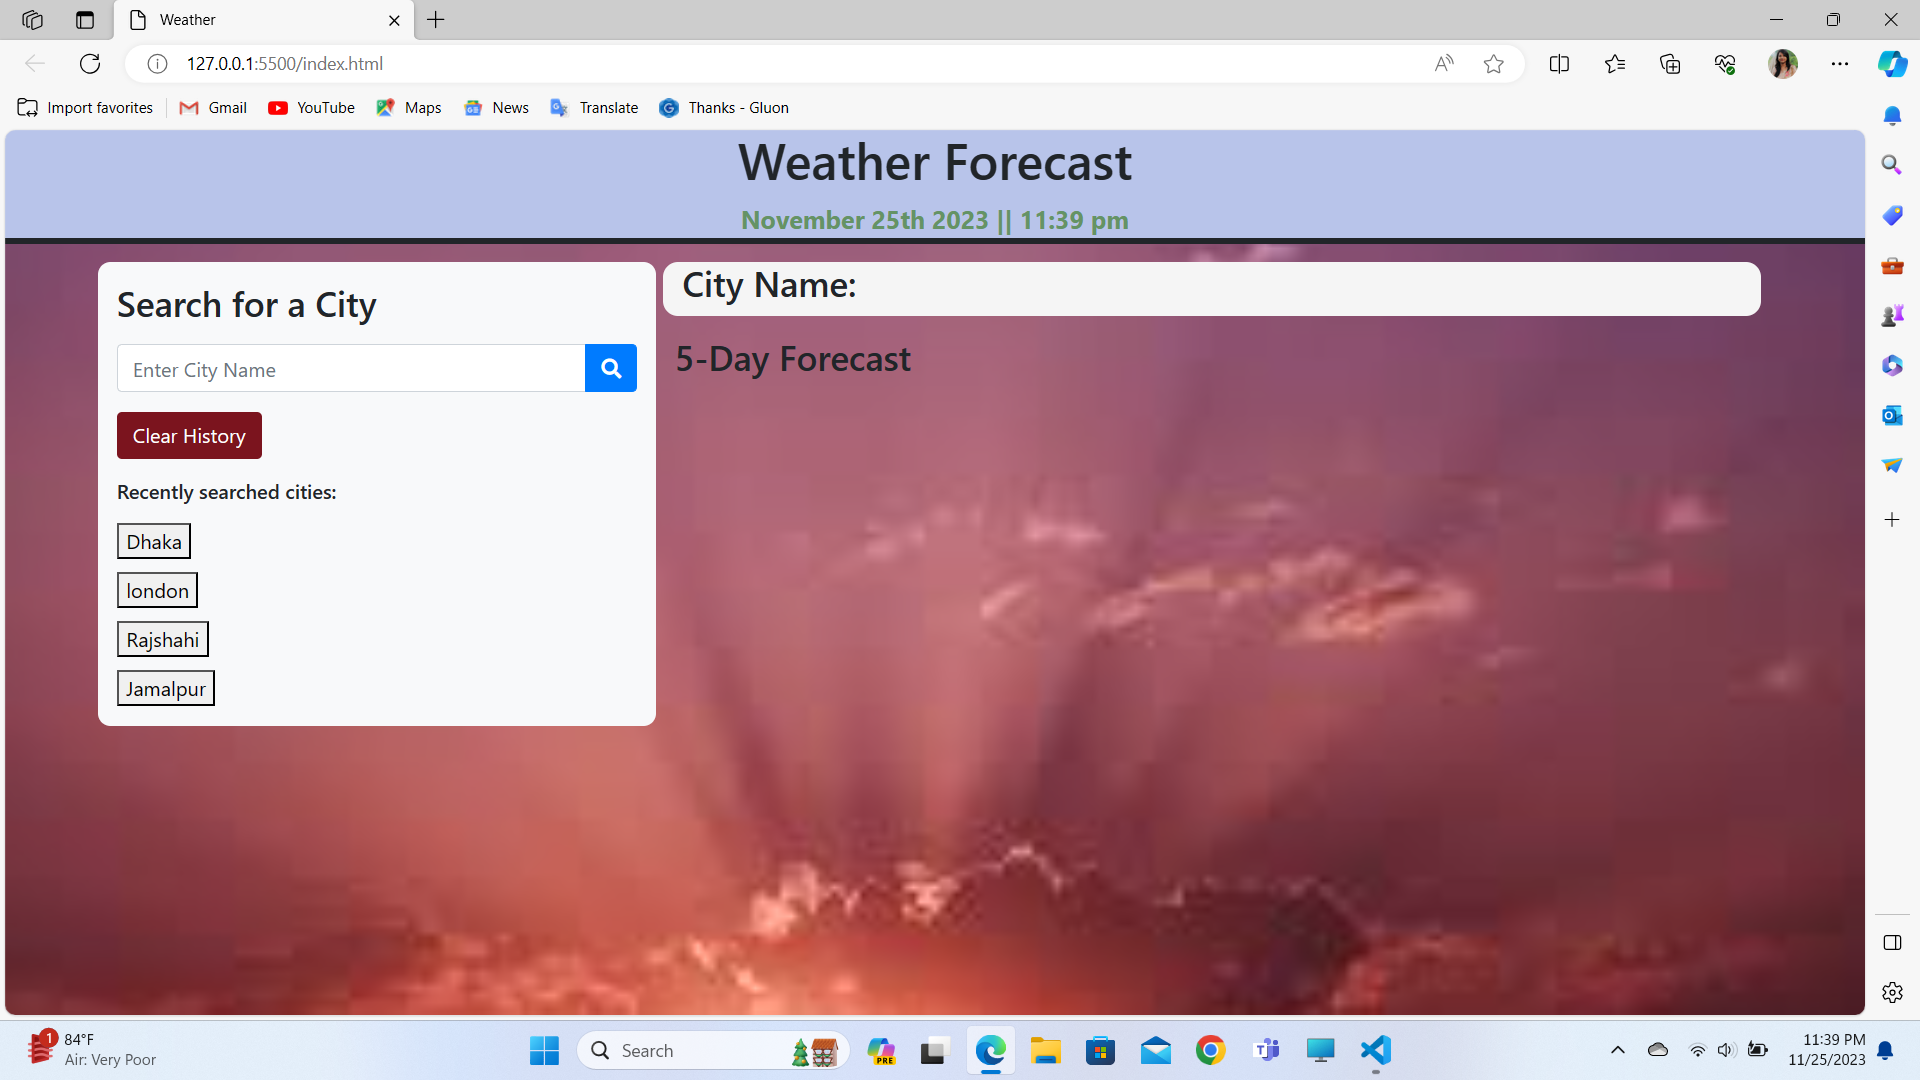 Weather
127.0.0.1:5500/index.html
Import favorites
Gmail
YouTube
Maps
News
Translate
Thanks - Gluon
Weather Forecast
November 25th 2023 || 11:39 pm
Search for a City
Enter City Name
Clear History
Recently searched cities:
Dhaka
london
Rajshahi
Jamalpur
City Name:
5-Day Forecast
1
84°F
Air: Very Poor
Search
PRE
11:39 PM
11/25/2023